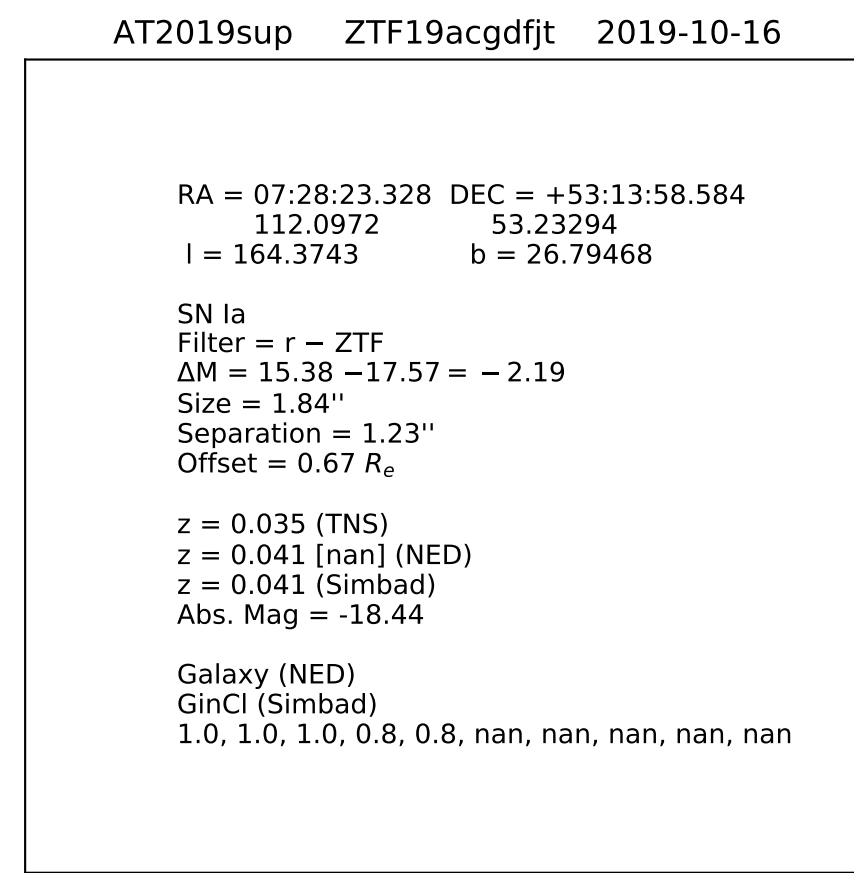 AT2019sup ZTF19acgdfjt 2019-10-16
RA = 07:28:23.328 DEC = +53:13:58.584
112.0972 53.23294
l = 164.3743 b = 26.79468
SN Ia
Filter = r − ZTF
ΔM = 15.38 −17.57 = − 2.19
Size = 1.84''
Separation = 1.23''
Offset = 0.67 Re
z = 0.035 (TNS)
z = 0.041 [nan] (NED)
z = 0.041 (Simbad)
Abs. Mag = -18.44
Galaxy (NED)
GinCl (Simbad)
1.0, 1.0, 1.0, 0.8, 0.8, nan, nan, nan, nan, nan